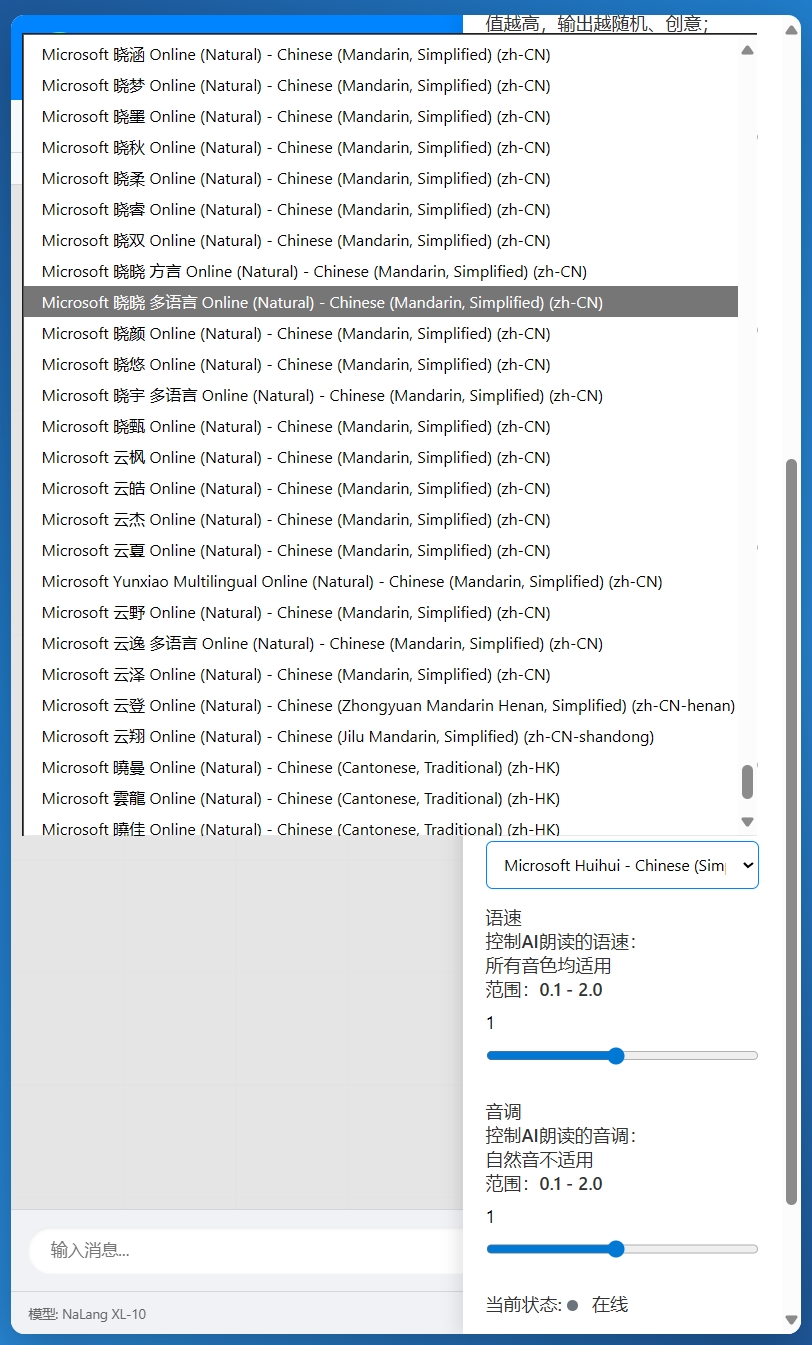 值越高，输出越随机、创意；
Microsoft 晓涵 Online (Natural) - Chinese (Mandarin, Simplified) (zh-CN)
Microsoft 晓梦 Online (Natural) - Chinese (Mandarin, Simplified) (zh-CN)
Microsoft 晓墨 Online (Natural) - Chinese (Mandarin, Simplified) (zh-CN)
Microsoft 晓秋 Online (Natural) - Chinese (Mandarin, Simplified) (zh-CN)
Microsoft 晓柔 Online (Natural) - Chinese (Mandarin, Simplified) (zh-CN)
Microsoft 晓睿 Online (Natural) - Chinese (Mandarin, Simplified) (zh-CN)
Microsoft 晓双 Online (Natural) - Chinese (Mandarin, Simplified) (zh-CN)
Microsoft 晓晓 方言 Online (Natural) - Chinese (Mandarin, Simplified) (zh-CN)
Microsoft 晓晓 多语言 Online (Natural) - Chinese (Mandarin, Simplified) (zh-CN)
Microsoft 晓颜 Online (Natural) - Chinese (Mandarin, Simplified) (zh-CN)
Microsoft 晓悠 Online (Natural) - Chinese (Mandarin, Simplified) (zh-CN)
Microsoft 晓宇 多语言 Online (Natural) - Chinese (Mandarin, Simplified) (zh-CN)
Microsoft 晓甄 Online (Natural) - Chinese (Mandarin, Simplified) (zh-CN)
Microsoft 云枫 Online (Natural) - Chinese (Mandarin, Simplified) (zh-CN)
Microsoft 云皓 Online (Natural) - Chinese (Mandarin, Simplified) (zh-CN)
Microsoft 云杰 Online (Natural) - Chinese (Mandarin, Simplified) (zh-CN)
Microsoft 云夏 Online (Natural) - Chinese (Mandarin, Simplified) (zh-CN)
Microsoft Yunxiao Multilingual Online (Natural) - Chinese (Mandarin, Simplified) (zh-CN)
Microsoft 云野 Online (Natural) - Chinese (Mandarin, Simplified) (zh-CN)
Microsoft 云逸 多语言 Online (Natural) - Chinese (Mandarin, Simplified) (zh-CN)
Microsoft 云泽 Online (Natural) - Chinese (Mandarin, Simplified) (zh-CN)
Microsoft 云登 Online (Natural) - Chinese (Zhongyuan Mandarin Henan, Simplified) (zh-CN-henan)
Microsoft 云翔 Online (Natural) - Chinese (Jilu Mandarin, Simplified) (zh-CN-shandong)
Microsoft 曉曼 Online (Natural) - Chinese (Cantonese, Traditional) (zh-HK)
Microsoft 雲龍 Online (Natural) - Chinese (Cantonese, Traditional) (zh-HK)
Microsoft 曉佳 Online (Natural) - Chinese (Cantonese, Traditional) (zh-HK)
Microsoft Huihui - Chinese (Sim
语速
控制AI朗读的语速：
所有音色均适用
范围：0.1 - 2.0
1
音调
控制AI朗读的音调：
自然音不适用
范围：0.1 - 2.0
1
输入消息...
当前状态: 在线
模型: NaLang XL-10